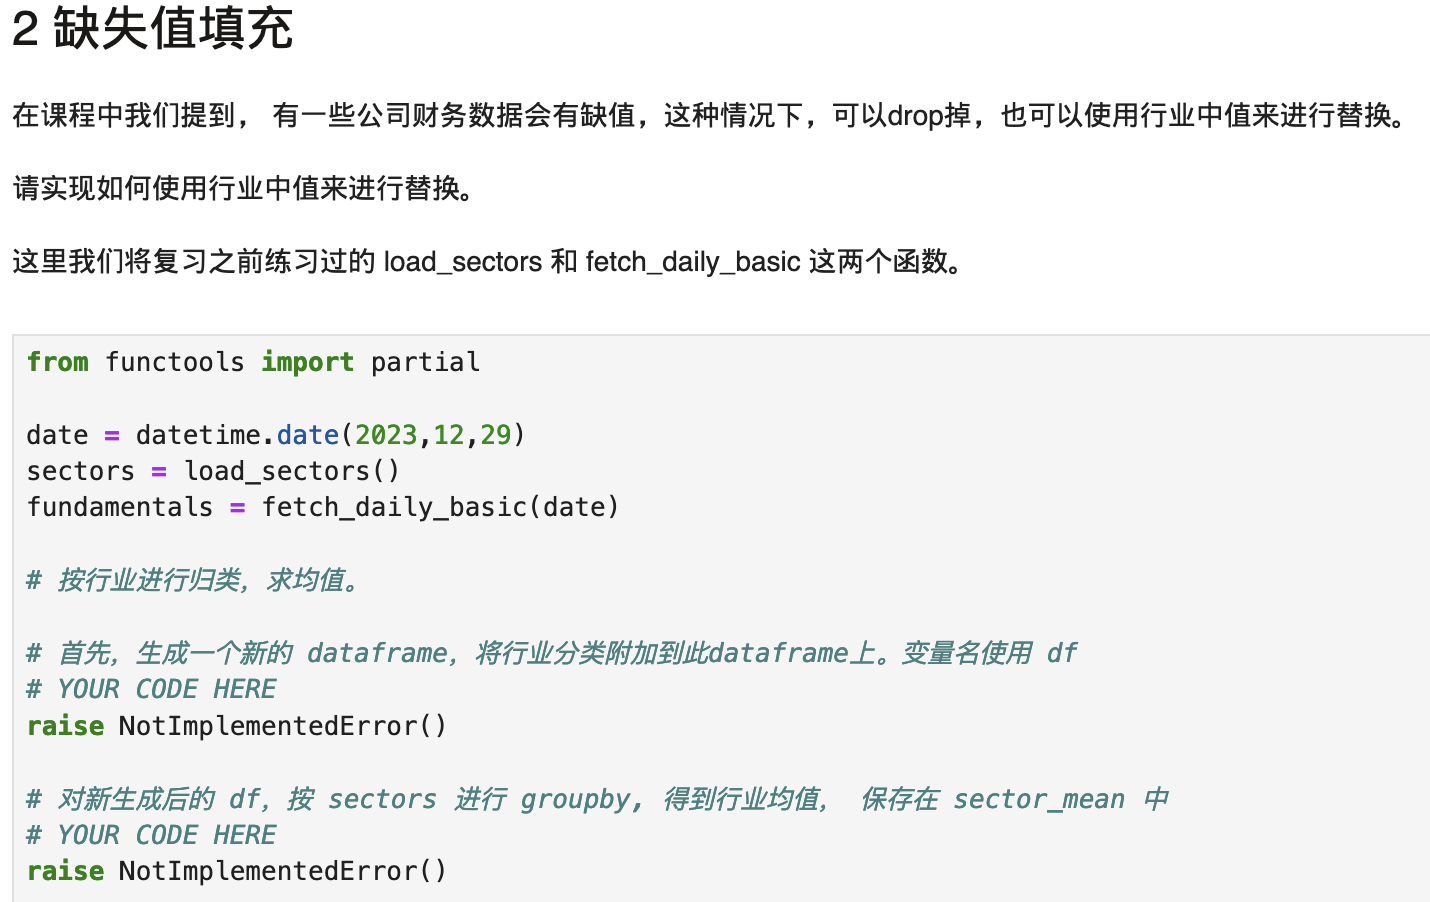 2 缺失值填充
在课程中我们提到， 有一些公司财务数据会有缺值，这种情况下，可以drop掉，也可以使用行业中值来进行替换。
请实现如何使用行业中值来进行替换。
这里我们将复习之前练习过的 load_sectors 和 fetch_daily_basic 这两个函数。
from functools import partial
date = datetime.date(2023,12,29)
sectors = load_sectors()
fundamentals = fetch_daily_basic(date)
# 按行业进行归类，求均值。
# 首先，生成一个新的 dataframe，将行业分类附加到此dataframe上。变量名使用 df
# YOUR CODE HERE
raise NotImplementedError()
# 对新生成后的 df，按 sectors 进行 groupby, 得到行业均值， 保存在 sector_mean 中
# YOUR CODE HERE
raise NotImplementedError()